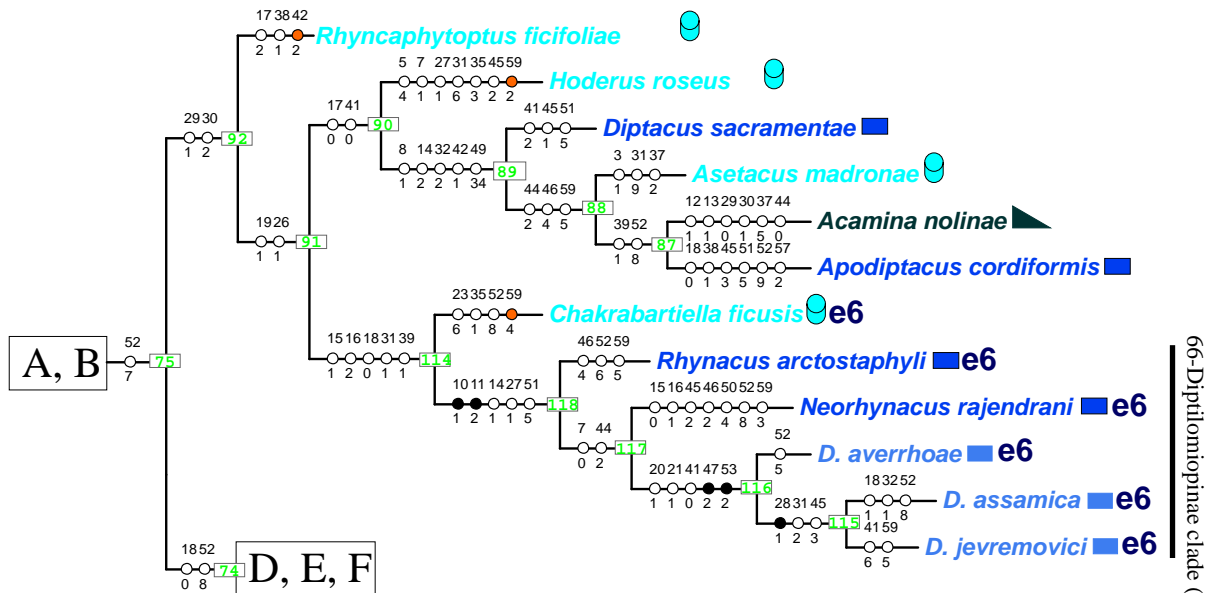 17 38 42
Rhyncaphytoptus ficifoliae
2 1 2
5 7 27 31 35 45 59
Hoderus roseus
4 1 1 6 3 2 2
29 30
92
1 2
17 41
90
0 0
41 45 51
Diptacus sacramentae
2 1 5
8 14 32 42 49
89
1 2 2 1 34
3 31 37
Asetacus madronae
1 9 2
44 46 59
88
2 4 5
12 13 29 30 37 44
Acamina nolinae
1 1 0 1 5 0
19 26
91
1 1
39 52
87
1 8
18 38 45 51 52 57
Apodiptacus cordiformis
0 1 3 5 9 2
23 35 52 59
Chakrabartiella ficusis e6
6 1 8 4
52
A, B
75
7
15 16 18 31 39
114
1 2 0 1 1
46 52 59
Rhynacus arctostaphyli e6
4 6 5
10 11 14 27 51
118
1 2 1 1 5
15 16 45 46 50 52 59
Neorhynacus rajendrani e6
0 1 2 2 4 8 3
7 44
117
0 2
52
D. averrhoae e6
5
20 21 41 47 53
116
1 1 0 2 2
18 32 52
D. assamica e6
1 1 8
28 31 45
115
1 2 3
41 59
D. jevremovici e6
6 5
18 52
74
D, E, F
0 8
66-Diptilomiopinae clade (